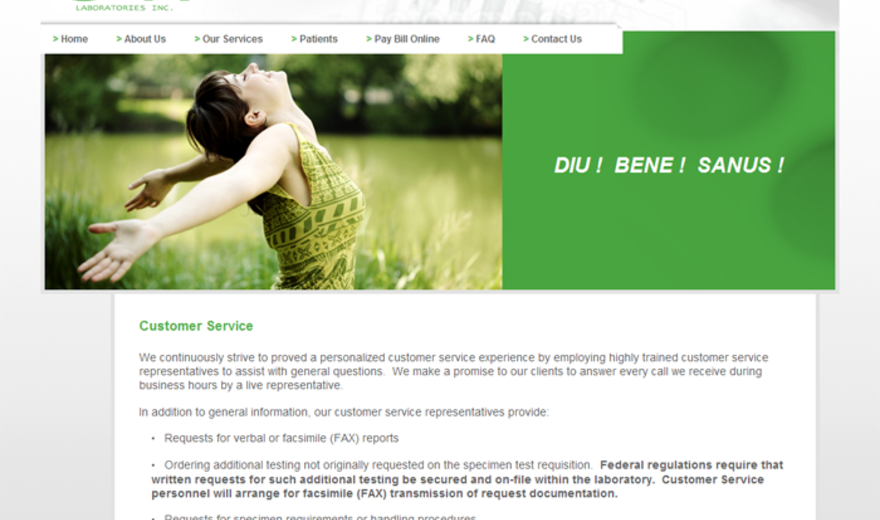 LABORATORIES INC.
> Home > About Us > Our Services > Patients > Pay Bill Online > FAQ > Contact Us
DIU ! BENE ! SANUS !
Customer Service
We continuously strive to proved a personalized customer service experience by employing highly trained customer service
representatives to assist with general questions. We make a promise to our clients to answer every call we receive during
business hours by a live representative.
In addition to general information, our customer service representatives provide:
• Requests for verbal or facsimile (FAX) reports
• Ordering additional testing not originally requested on the specimen test requisition. Federal regulations require that
written requests for such additional testing be secured and on-file within the laboratory. Customer Service
personnel will arrange for facsimile (FAX) transmission of request documentation.
• Requests for specimen requirements or handling procedures